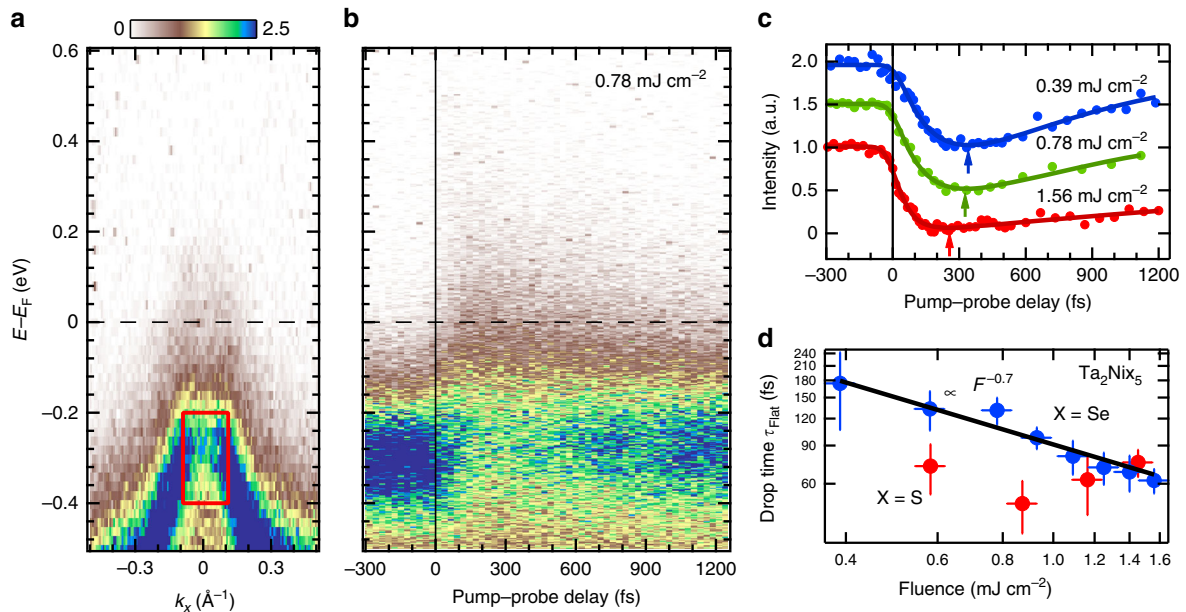 a
0
2.5
b
0.78 mJ cm⁻²
0.6
0.4
0.2
0
−0.2
−0.4
E–E_F (eV)
−0.3
0
0.3
k_x (Å⁻¹)
−300
0
300
600
900
1200
Pump–probe delay (fs)
c
2.0
1.5
1.0
0.5
0
Intensity (a.u.)
0.39 mJ cm⁻²
0.78 mJ cm⁻²
1.56 mJ cm⁻²
−300
0
300
600
900
1200
Pump–probe delay (fs)
d
240
180
150
120
90
60
Drop time τ_Flat (fs)
∝ F⁻⁰·⁷
Ta₂Nix₅
X = Se
X = S
0.4
0.6
0.8
1.0
1.2
1.4
1.6
Fluence (mJ cm⁻²)